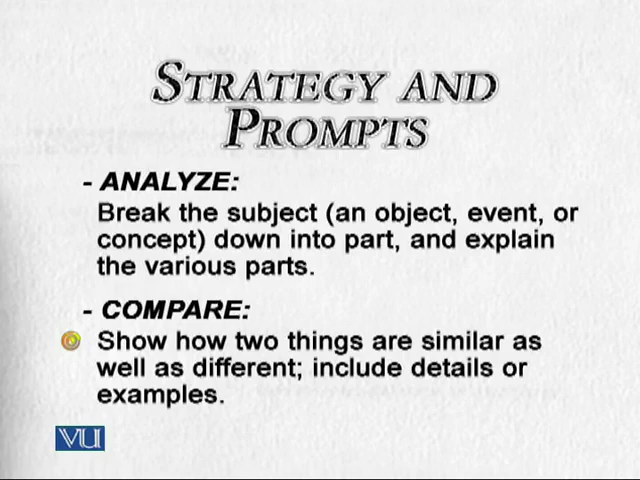 STRATEGY AND
PROMPTS
- ANALYZE:
Break the subject (an object, event, or
concept) down into part, and explain
the various parts.
- COMPARE:
Show how two things are similar as
well as different; include details or
examples.
VU